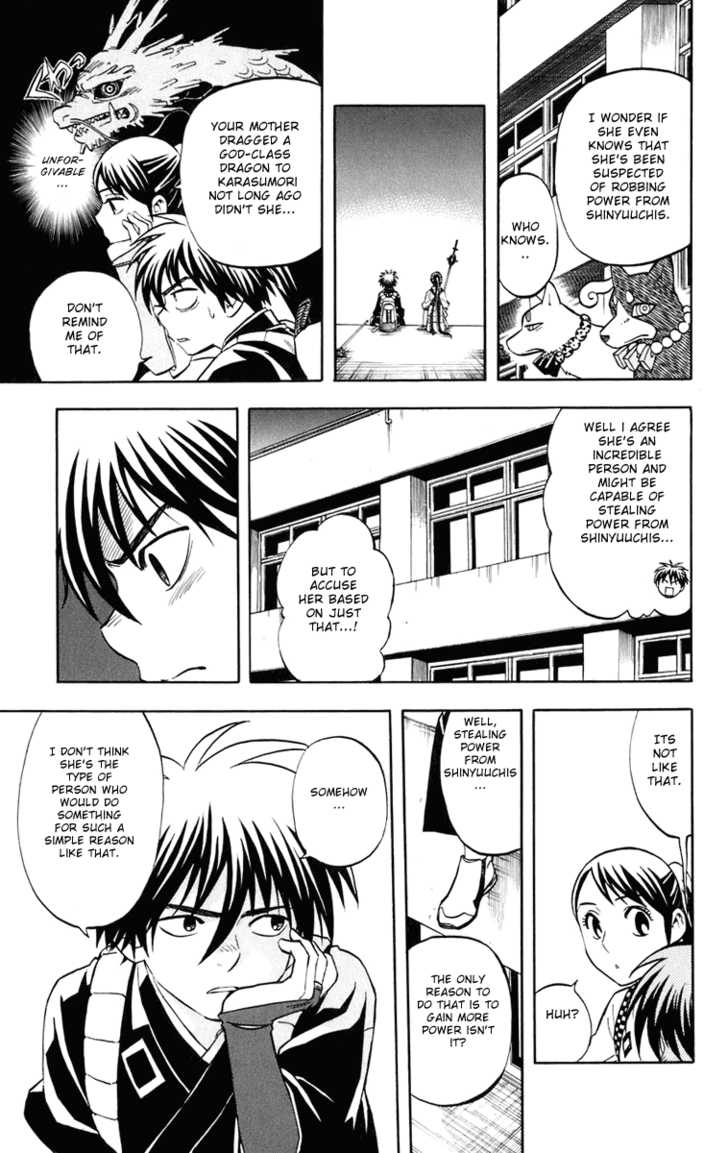 I WONDER IF
SHE EVEN
KNOWS THAT
SHE'S BEEN
SUSPECTED
OF ROBBING
POWER FROM
SHINYUUCHIS.
WHO
KNOWS.
. .
YOUR MOTHER
DRAGGED A
GOD-CLASS
DRAGON TO
KARASUMORI
NOT LONG AGO
DIDN'T SHE...
UNFOR-
GIVABLE
...
DON'T
REMIND
ME OF
THAT.
WELL I AGREE
SHE'S AN
INCREDIBLE
PERSON AND
MIGHT BE
CAPABLE OF
STEALING
POWER FROM
SHINYUUCHIS...
BUT TO
ACCUSE
HER BASED
ON JUST
THAT...!
ITS
NOT
LIKE
THAT.
HUH?
WELL,
STEALING
POWER
FROM
SHINYUUCHIS
...
THE ONLY
REASON TO
DO THAT IS TO
GAIN MORE
POWER ISN'T
IT?
SOMEHOW
...
I DON'T THINK
SHE'S THE
TYPE OF
PERSON WHO
WOULD DO
SOMETHING
FOR SUCH A
SIMPLE REASON
LIKE THAT.